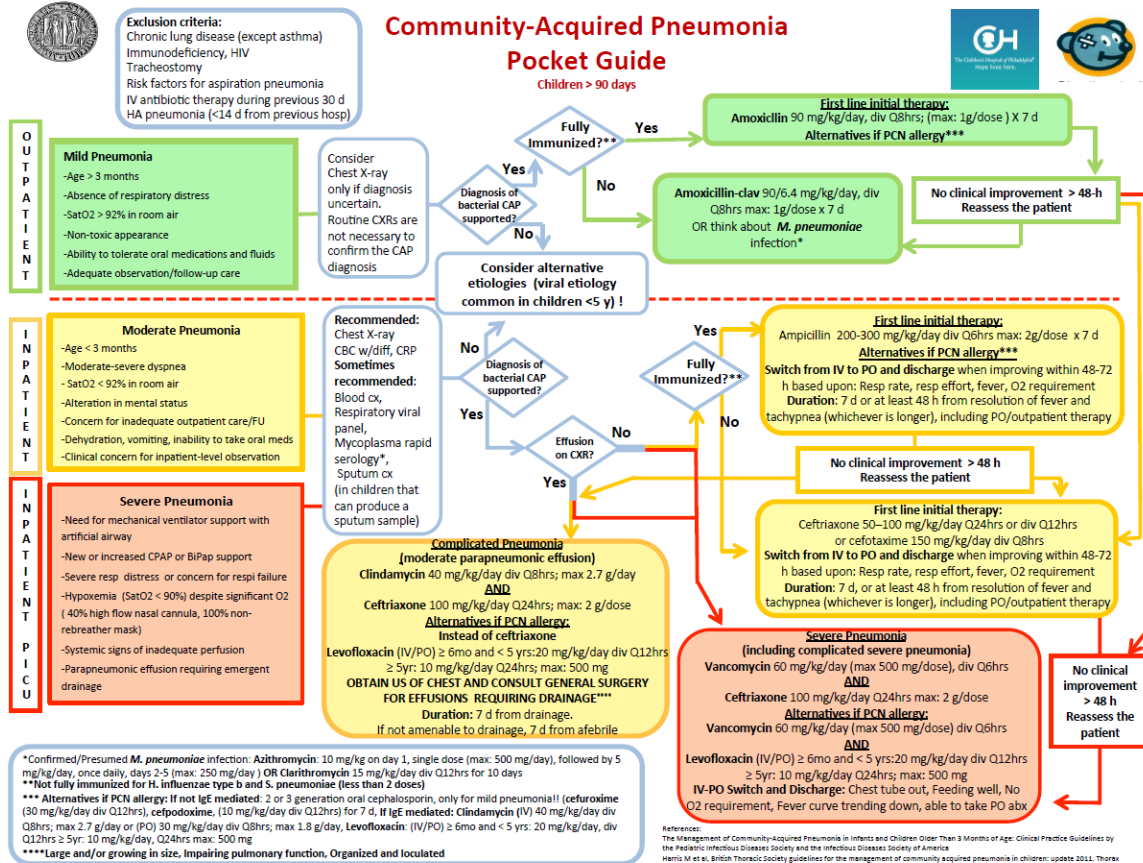 Exclusion criteria:
Chronic lung disease (except asthma)
Immunodeficiency, HIV
Tracheostomy
Risk factors for aspiration pneumonia
IV antibiotic therapy during previous 30 d
HA pneumonia (<14 d from previous hosp)
Community-Acquired Pneumonia
Pocket Guide
Children > 90 days
CH
The Children's Hospital of Philadelphia
Hope lives here.
OUTPATIENT
Mild Pneumonia
-Age > 3 months
-Absence of respiratory distress
-SatO2 > 92% in room air
-Non-toxic appearance
-Ability to tolerate oral medications and fluids
-Adequate observation/follow-up care
Consider
Chest X-ray
only if diagnosis
uncertain.
Routine CXRs are
not necessary to
confirm the CAP
diagnosis
Diagnosis of
bacterial CAP
supported?
Yes
No
Fully
Immunized?**
Yes
No
First line initial therapy:
Amoxicllin 90 mg/kg/day, div Q8hrs; (max: 1g/dose ) X 7 d
Alternatives if PCN allergy***
Amoxicillin-clav 90/6.4 mg/kg/day, div
Q8hrs max: 1g/dose x 7 d
OR think about M. pneumoniae
infection*
No clinical improvement > 48-h
Reassess the patient
Consider alternative
etiologies (viral etiology
common in children <5 y) !
INPATIENT
Moderate Pneumonia
-Age < 3 months
-Moderate-severe dyspnea
- SatO2 < 92% in room air
-Alteration in mental status
-Concern for inadequate outpatient care/FU
-Dehydration, vomiting, inability to take oral meds
-Clinical concern for inpatient-level observation
INPATIENT PICU
Severe Pneumonia
-Need for mechanical ventilator support with
artificial airway
-New or increased CPAP or BiPap support
-Severe resp distress or concern for respi failure
-Hypoxemia (SatO2 < 90%) despite significant O2
( 40% high flow nasal cannula, 100% non-
rebreather mask)
-Systemic signs of inadequate perfusion
-Parapneumonic effusion requiring emergent
drainage
Recommended:
Chest X-ray
CBC w/diff, CRP
Sometimes
recommended:
Blood cx,
Respiratory viral
panel,
Mycoplasma rapid
serology*,
Sputum cx
(in children that
can produce a
sputum sample)
No
Diagnosis of
bacterial CAP
supported?
Yes
Effusion
on CXR?
No
Yes
Fully
Immunized?**
Yes
No
First line initial therapy:
Ampicillin 200-300 mg/kg/day div Q6hrs max: 2g/dose x 7 d
Alternatives if PCN allergy***
Switch from IV to PO and discharge when improving within 48-72
h based upon: Resp rate, resp effort, fever, O2 requirement
Duration: 7 d or at least 48 h from resolution of fever and
tachypnea (whichever is longer), including PO/outpatient therapy
No clinical improvement > 48 h
Reassess the patient
First line initial therapy:
Ceftriaxone 50–100 mg/kg/day Q24hrs or div Q12hrs
or cefotaxime 150 mg/kg/day div Q8hrs
Switch from IV to PO and discharge when improving within 48-72
h based upon: Resp rate, resp effort, fever, O2 requirement
Duration: 7 d, or at least 48 h from resolution of fever and
tachypnea (whichever is longer), including PO/outpatient therapy
Complicated Pneumonia
(moderate parapneumonic effusion)
Clindamycin 40 mg/kg/day div Q8hrs; max 2.7 g/day
AND
Ceftriaxone 100 mg/kg/day Q24hrs; max: 2 g/dose
Alternatives if PCN allergy:
Instead of ceftriaxone
Levofloxacin (IV/PO) ≥ 6mo and < 5 yrs:20 mg/kg/day div Q12hrs
≥ 5yr: 10 mg/kg/day Q24hrs; max: 500 mg
OBTAIN US OF CHEST AND CONSULT GENERAL SURGERY
FOR EFFUSIONS REQUIRING DRAINAGE****
Duration: 7 d from drainage.
If not amenable to drainage, 7 d from afebrile
Severe Pneumonia
(including complicated severe pneumonia)
Vancomycin 60 mg/kg/day (max 500 mg/dose), div Q6hrs
AND
Ceftriaxone 100 mg/kg/day Q24hrs max: 2 g/dose
Alternatives if PCN allergy:
Vancomycin 60 mg/kg/day (max 500 mg/dose) div Q6hrs
AND
Levofloxacin (IV/PO) ≥ 6mo and < 5 yrs:20 mg/kg/day div Q12hrs
≥ 5yr: 10 mg/kg/day Q24hrs; max: 500 mg
IV-PO Switch and Discharge: Chest tube out, Feeding well, No
O2 requirement, Fever curve trending down, able to take PO abx
No clinical
improvement
> 48 h
Reassess the
patient
*Confirmed/Presumed M. pneumoniae infection: Azithromycin: 10 mg/kg on day 1, single dose (max: 500 mg/day), followed by 5
mg/kg/day, once daily, days 2-5 (max: 250 mg/day ) OR Clarithromycin 15 mg/kg/day div Q12hrs for 10 days
**Not fully immunized for H. influenzae type b and S. pneumoniae (less than 2 doses)
*** Alternatives if PCN allergy: If not IgE mediated: 2 or 3 generation oral cephalosporin, only for mild pneumonia!! (cefuroxime
(30 mg/kg/day div Q12hrs), cefpodoxime, (10 mg/kg/day div Q12hrs) for 7 d, If IgE mediated: Clindamycin (IV) 40 mg/kg/day div
Q8hrs; max 2.7 g/day or (PO) 30 mg/kg/day div Q8hrs; max 1.8 g/day, Levofloxacin: (IV/PO) ≥ 6mo and < 5 yrs: 20 mg/kg/day, div
Q12hrs; ≥ 5yr: 10 mg/kg/day, Q24hrs max: 500 mg
****Large and/or growing in size, Impairing pulmonary function, Organized and loculated
References:
The Management of Community-Acquired Pneumonia in Infants and Children Older Than 3 Months of Age: Clinical Practice Guidelines by
the Pediatric Infectious Diseases Society and the Infectious Diseases Society of America
Harris M et al, British Thoracic Society guidelines for the management of community acquired pneumonia in children: update 2011. Thorax